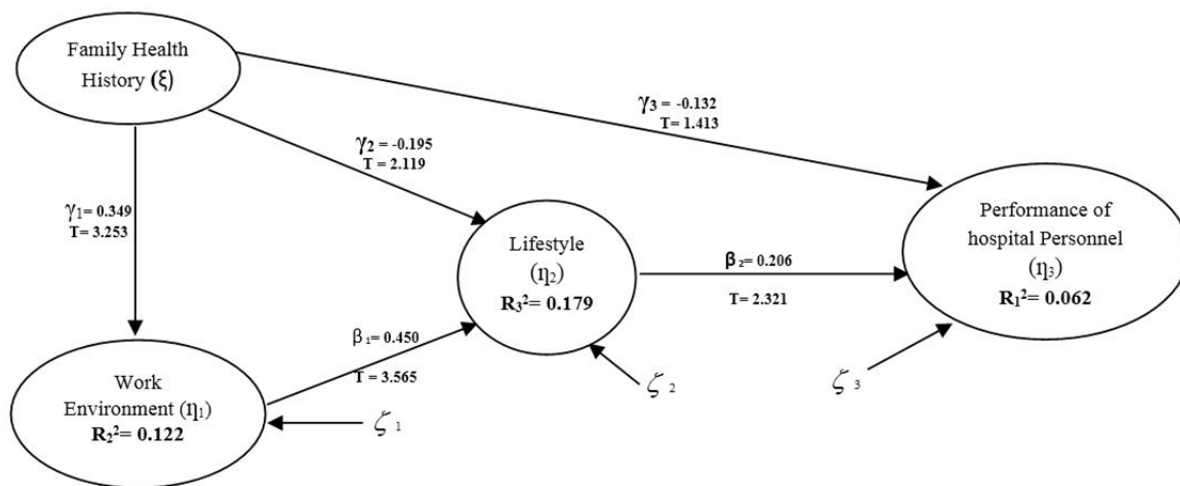 Family Health
History (ξ)
γ3 = -0.132
T= 1.413
γ2 = -0.195
T = 2.119
γ1= 0.349
T= 3.253
Performance of
hospital Personnel
(η3)
R1²= 0.062
Lifestyle
(η2)
R3²= 0.179
β2= 0.206
T= 2.321
β1= 0.450
T = 3.565
Work
Environment (η1)
R2²= 0.122
ζ1
ζ2
ζ3